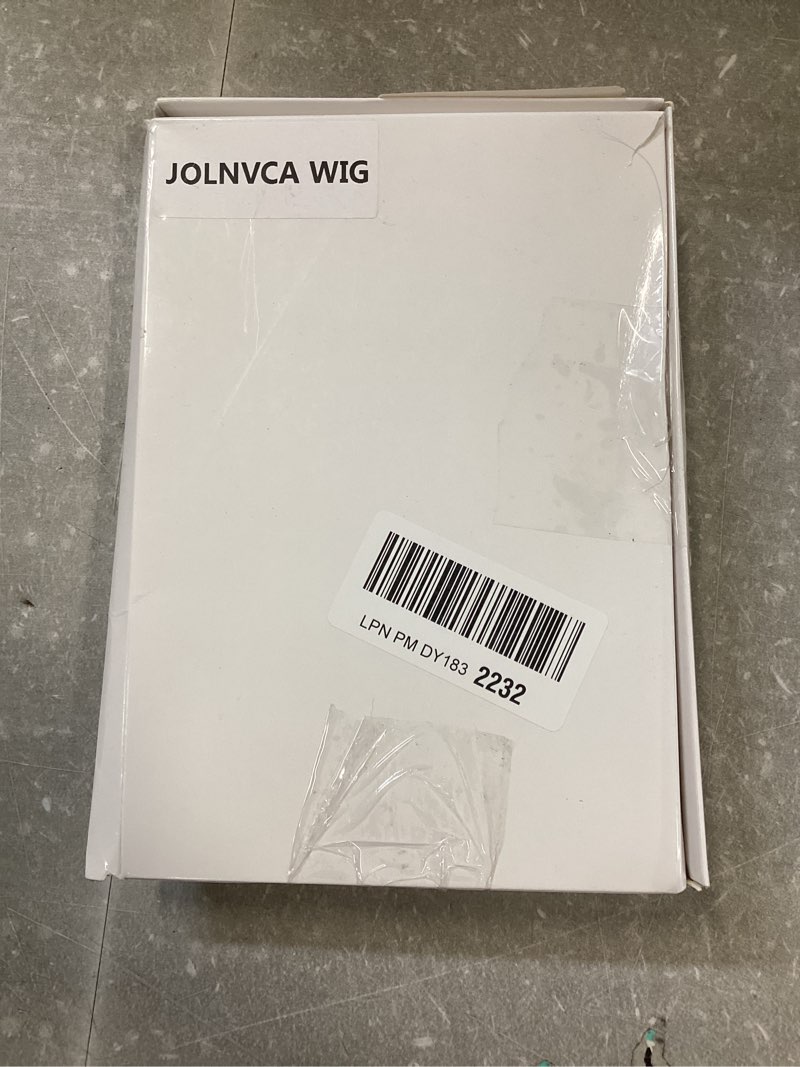 JOLNVCA WIG
LPN PM DY183 2232